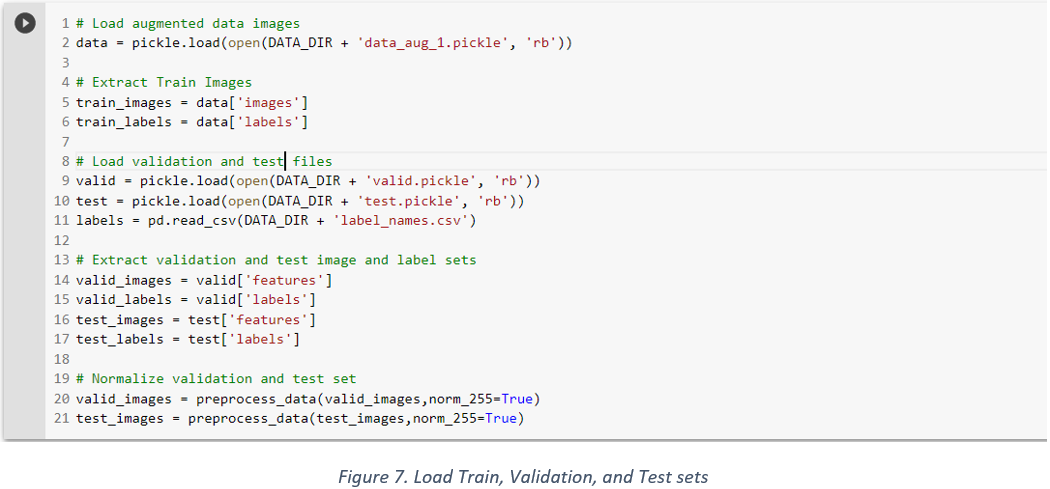 1 # Load augmented data images
2 data = pickle.load(open(DATA_DIR + 'data_aug_1.pickle', 'rb'))
3
4 # Extract Train Images
5 train_images = data['images']
6 train_labels = data['labels']
7
8 # Load validation and test files
9 valid = pickle.load(open(DATA_DIR + 'valid.pickle', 'rb'))
10 test = pickle.load(open(DATA_DIR + 'test.pickle', 'rb'))
11 labels = pd.read_csv(DATA_DIR + 'label_names.csv')
12
13 # Extract validation and test image and label sets
14 valid_images = valid['features']
15 valid_labels = valid['labels']
16 test_images = test['features']
17 test_labels = test['labels']
18
19 # Normalize validation and test set
20 valid_images = preprocess_data(valid_images,norm_255=True)
21 test_images = preprocess_data(test_images,norm_255=True)
Figure 7. Load Train, Validation, and Test sets